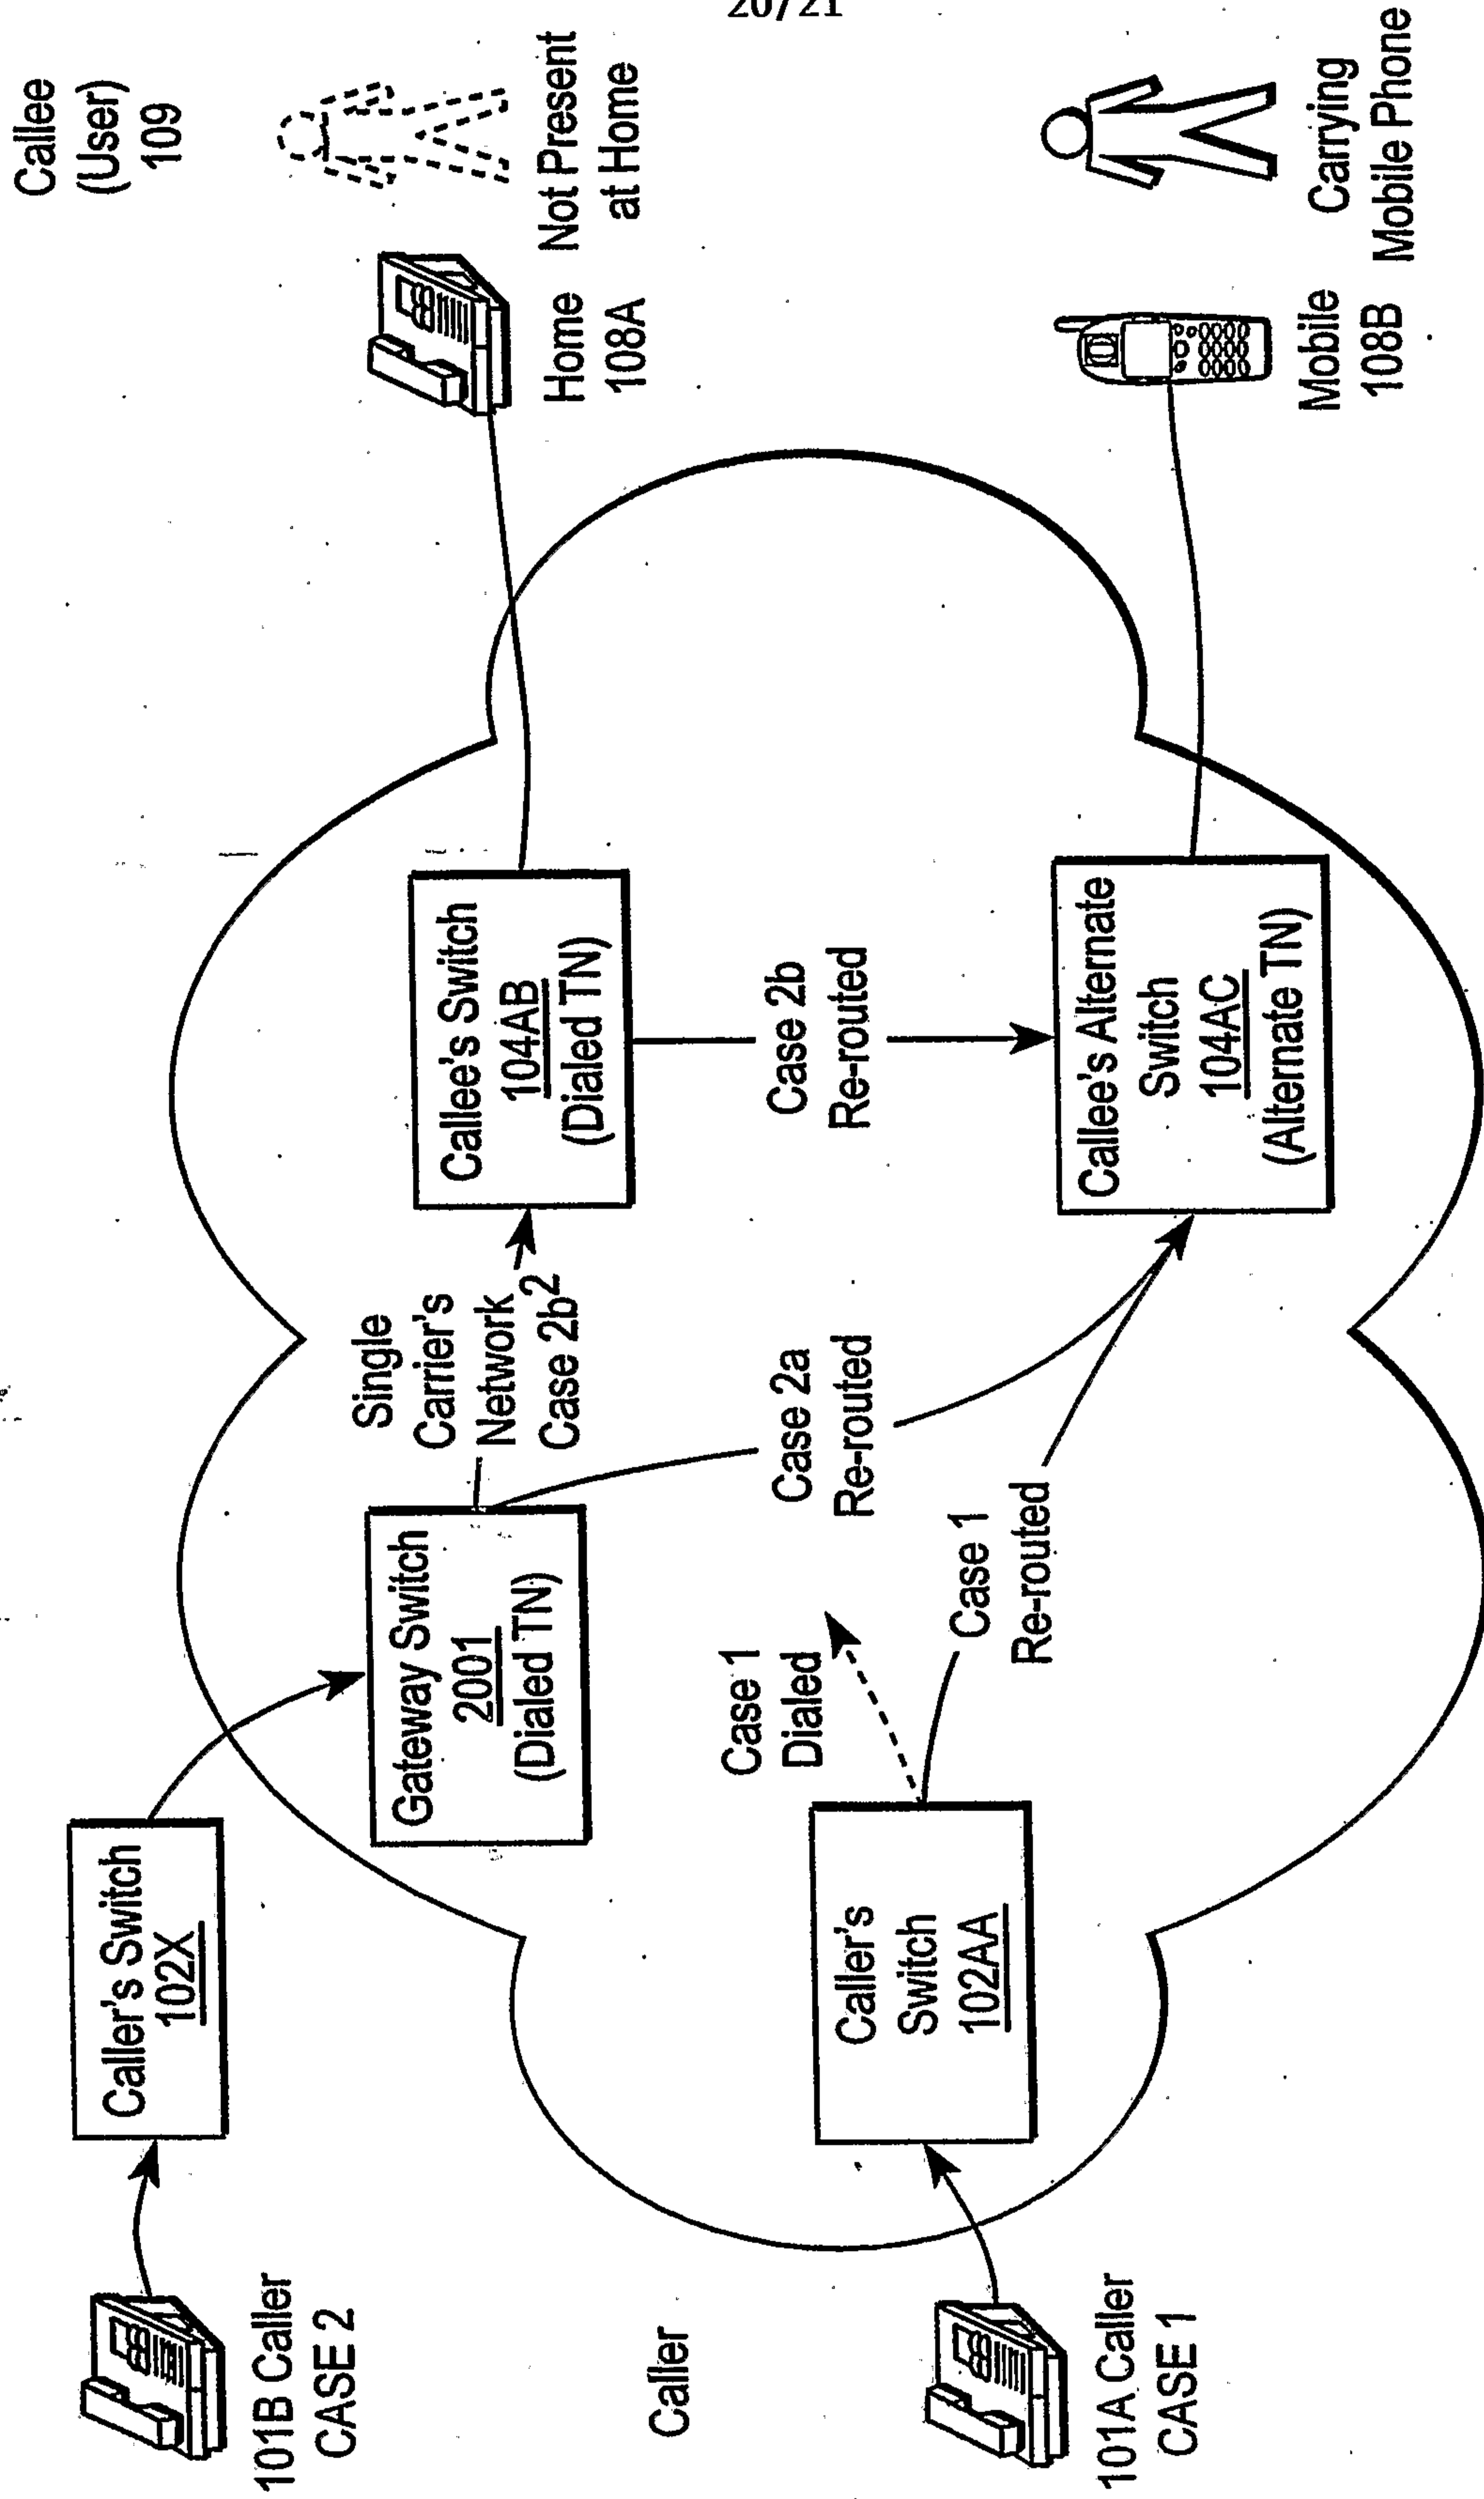 20/21
Callee
(User)
109
Not Present
at Home
Home
108A
Carrying
Mobile Phone
Mobile
108B
Callee's Switch
104AB
(Dialed TN)
Case 2b
Re-routed
Callee's Alternate
Switch
104AC
(Alternate TN)
Single
Carrier's
Network
Case 2b2
Case 2a
Re-routed
Case 1
Re-routed
Gateway Switch
2001
(Dialed TN)
Case 1
Dialed
Caller's Switch
102X
Caller's
Switch
102AA
101B Caller
CASE 2
Caller
101A Caller
CASE 1